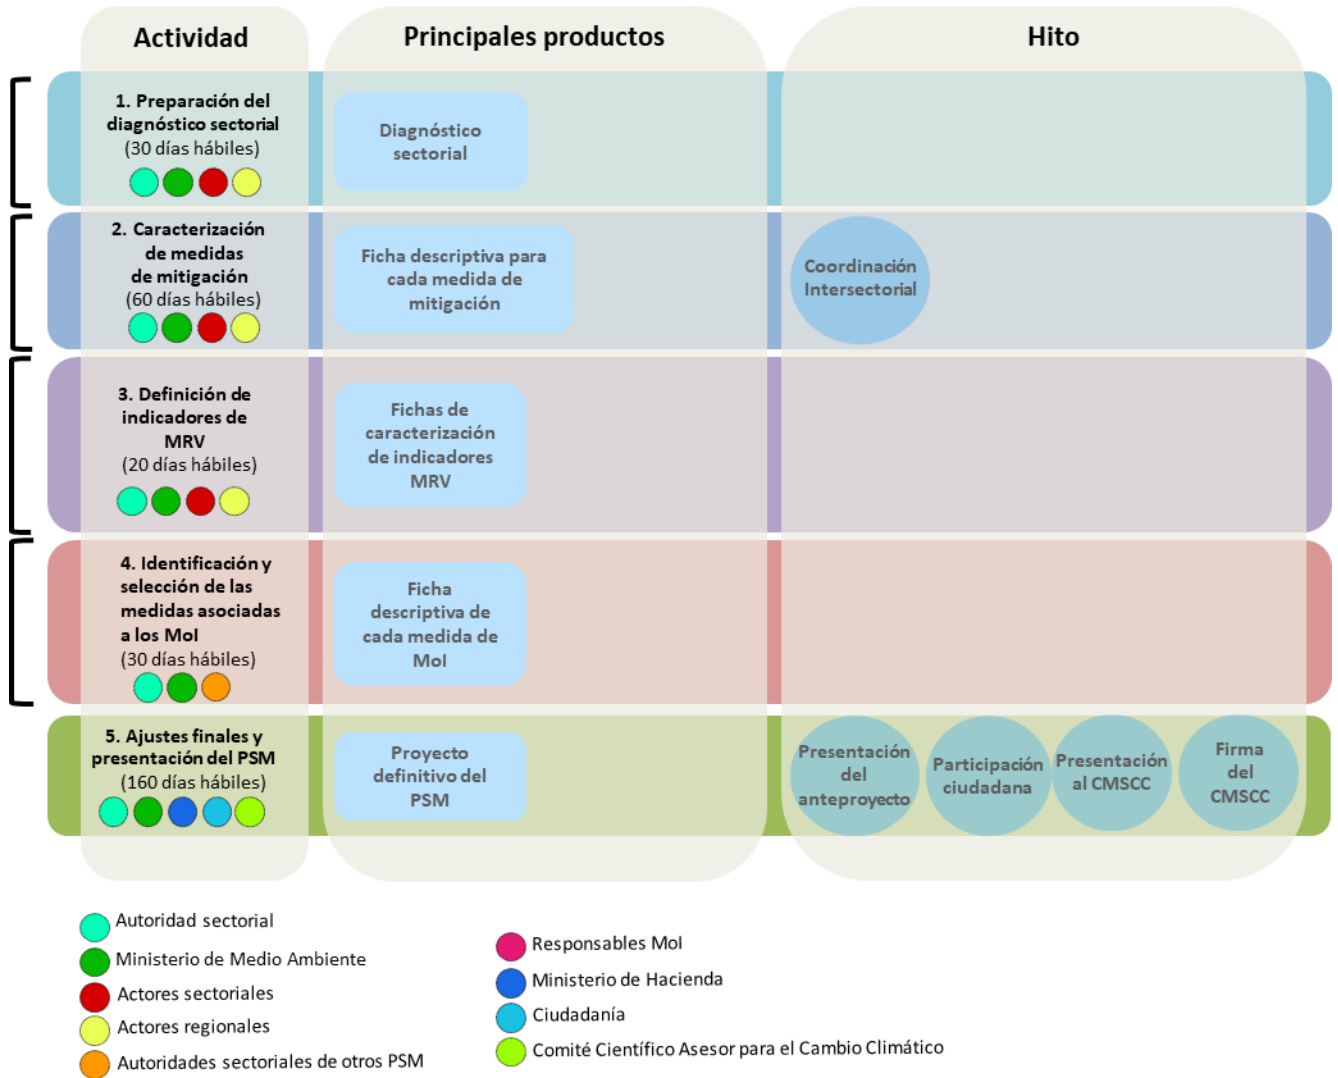 Actividad
Principales productos
Hito
1. Preparación del
diagnóstico sectorial
(30 días hábiles)
Diagnóstico
sectorial
2. Caracterización
de medidas
de mitigación
(60 días hábiles)
Ficha descriptiva para
cada medida de
mitigación
Coordinación
Intersectorial
3. Definición de
indicadores de
MRV
(20 días hábiles)
Fichas de
caracterización
de indicadores
MRV
4. Identificación y
selección de las
medidas asociadas
a los MoI
(30 días hábiles)
Ficha
descriptiva de
cada medida de
MoI
5. Ajustes finales y
presentación del PSM
(160 días hábiles)
Proyecto
definitivo del
PSM
Presentación
del
anteproyecto
Participación
ciudadana
Presentación
al CMSCC
Firma
del
CMSCC
Autoridad sectorial
Ministerio de Medio Ambiente
Actores sectoriales
Actores regionales
Autoridades sectoriales de otros PSM
Responsables MoI
Ministerio de Hacienda
Ciudadanía
Comité Científico Asesor para el Cambio Climático